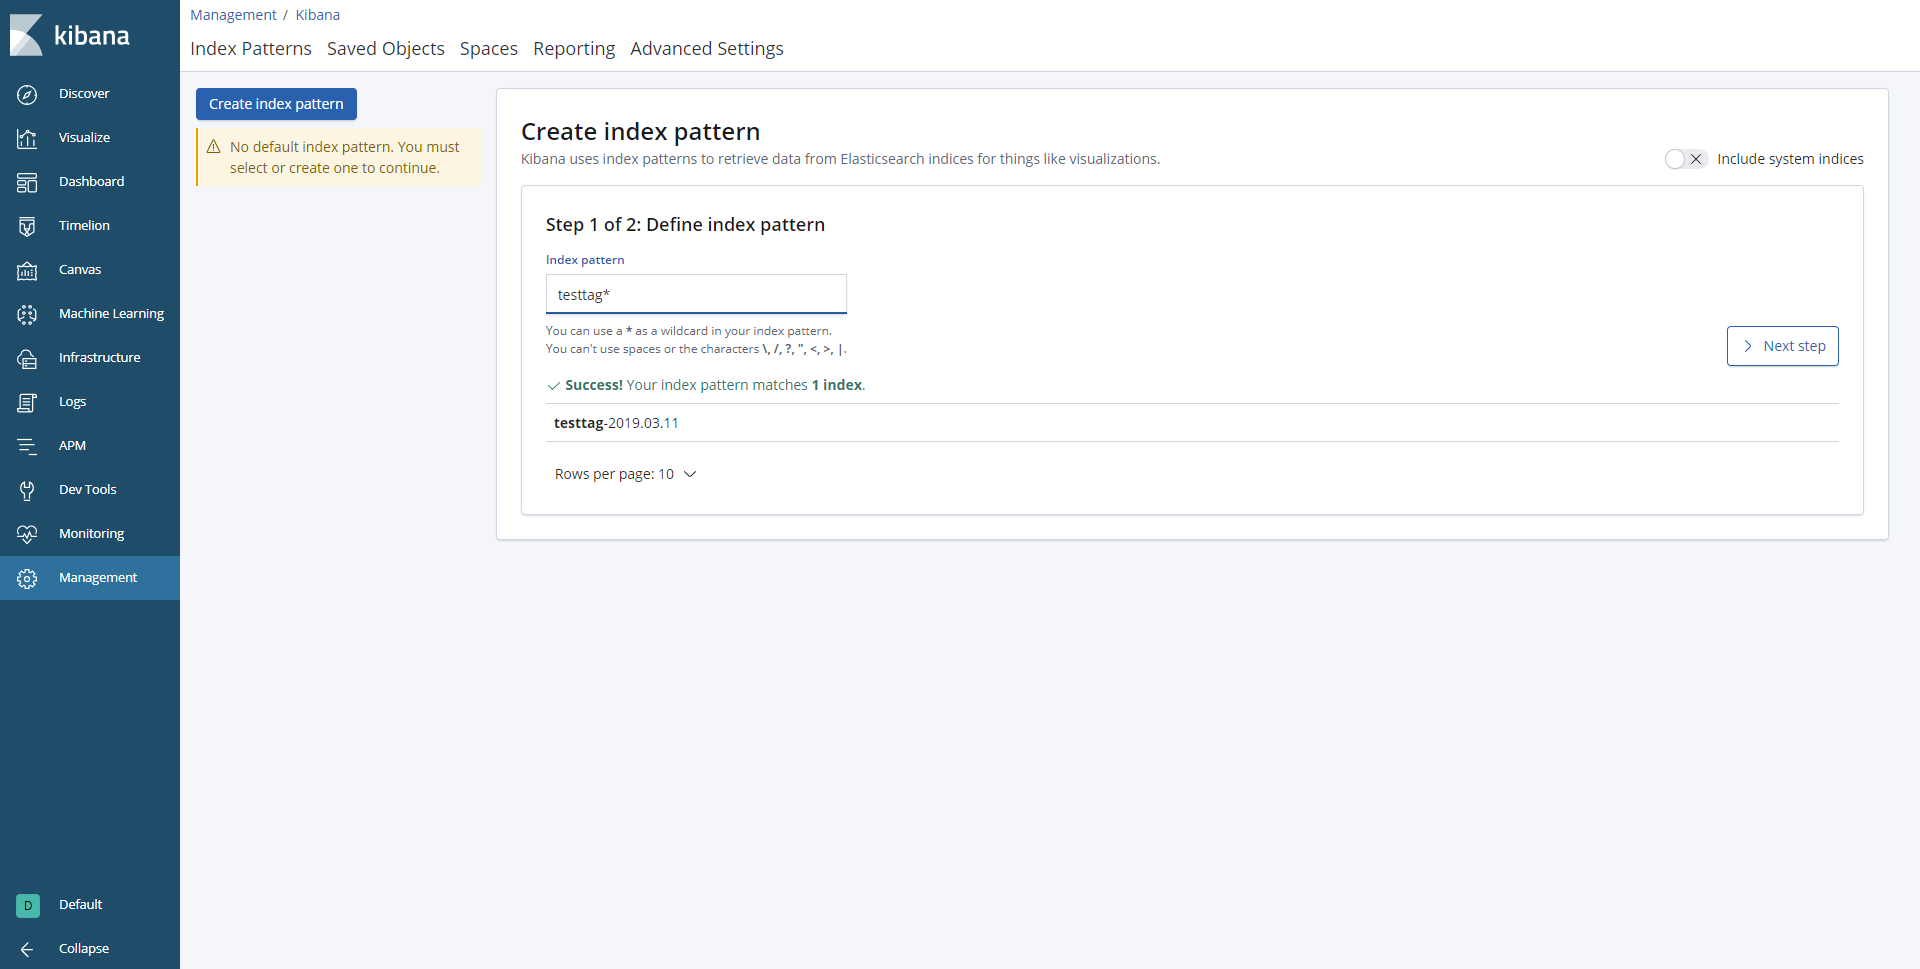 kibana
Discover
Visualize
Dashboard
Timelion
Canvas
Machine Learning
Infrastructure
Logs
APM
Dev Tools
Monitoring
Management
D Default
Collapse
Management / Kibana
Index Patterns Saved Objects Spaces Reporting Advanced Settings
Create index pattern
No default index pattern. You must
select or create one to continue.
Create index pattern
Kibana uses index patterns to retrieve data from Elasticsearch indices for things like visualizations.
Include system indices
Step 1 of 2: Define index pattern
Index pattern
testtag*
You can use a * as a wildcard in your index pattern.
You can't use spaces or the characters \, /, ?, ", <, >, |.
Next step
Success! Your index pattern matches 1 index.
testtag-2019.03.11
Rows per page: 10